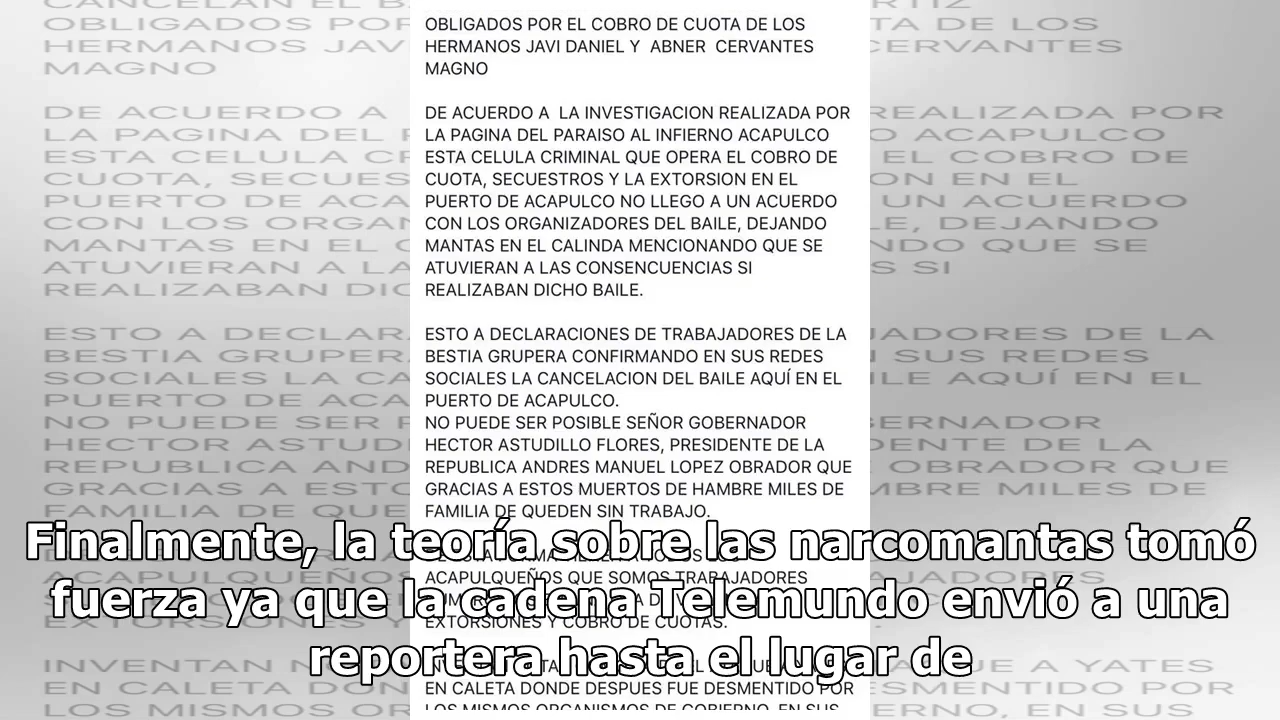 OBLIGADOS POR EL COBRO DE CUOTA DE LOS
HERMANOS JAVI DANIEL Y ABNER CERVANTES
MAGNO
DE ACUERDO A LA INVESTIGACION REALIZADA POR
LA PAGINA DEL PARAISO AL INFIERNO ACAPULCO
ESTA CELULA CRIMINAL QUE OPERA EL COBRO DE
CUOTA, SECUESTROS Y LA EXTORSION EN EL
PUERTO DE ACAPULCO NO LLEGO A UN ACUERDO
CON LOS ORGANIZADORES DEL BAILE, DEJANDO
MANTAS EN EL CALINDA MENCIONANDO QUE SE
ATUVIERAN A LAS CONSENCUENCIAS SI
REALIZABAN DICHO BAILE.
ESTO A DECLARACIONES DE TRABAJADORES DE LA
BESTIA GRUPERA CONFIRMANDO EN SUS REDES
SOCIALES LA CANCELACION DEL BAILE AQUÍ EN EL
PUERTO DE ACAPULCO.
NO PUEDE SER POSIBLE SEÑOR GOBERNADOR
HECTOR ASTUDILLO FLORES, PRESIDENTE DE LA
REPUBLICA ANDRES MANUEL LOPEZ OBRADOR QUE
GRACIAS A ESTOS MUERTOS DE HAMBRE MILES DE
FAMILIA DE QUEDEN SIN TRABAJO.
ACAPULQUEÑOS QUE SOMOS TRABAJADORES
EXTORSIONES Y COBRO DE CUOTAS.
EN CALETA DONDE DESPUES FUE DESMENTIDO POR
LOS MISMOS ORGANISMOS DE GOBIERNO, EN SUS
Finalmente, la teoría sobre las narcomantas tomó
fuerza ya que la cadena Telemundo envió a una
reportera hasta el lugar de